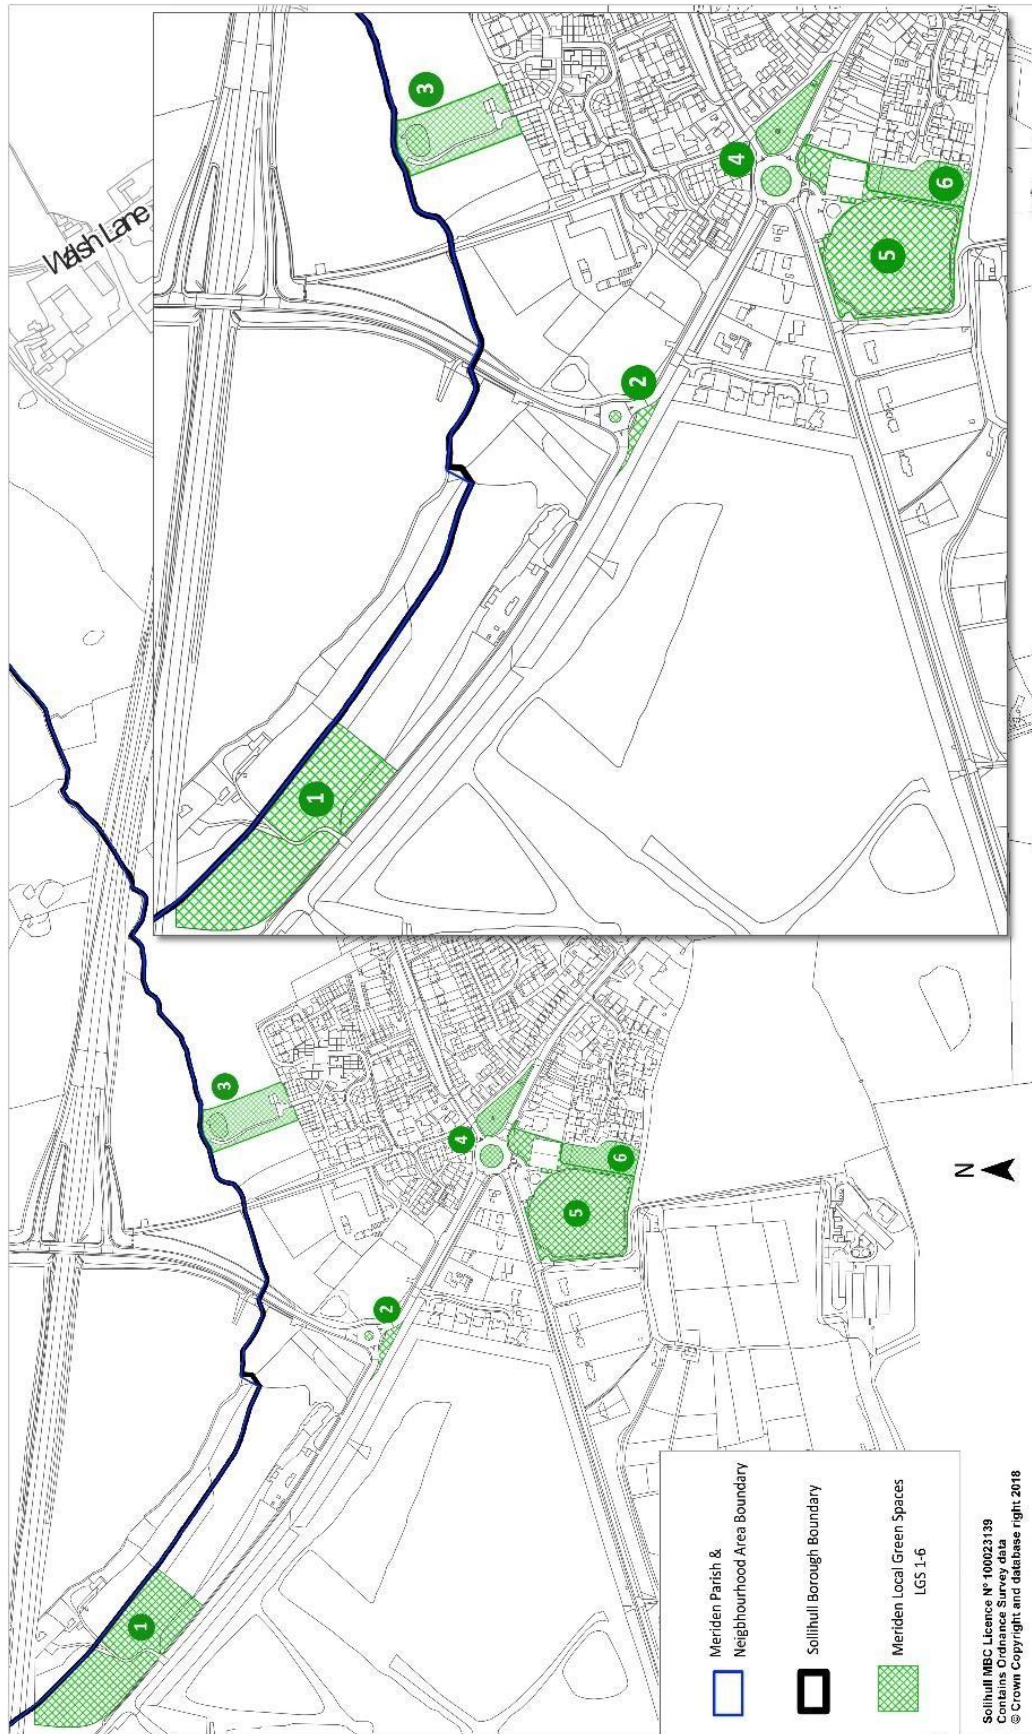 Walsh Lane
3
4
6
5
2
1
3
4
6
5
2
1
N
Meriden Parish &
Neighbourhood Area Boundary
Sollihull Borough Boundary
Meriden Local Green Spaces
LGS 1-6
Solihull MBC Licence Nº 100023139
Contains Ordnance Survey data
© Crown Copyright and database right 2018